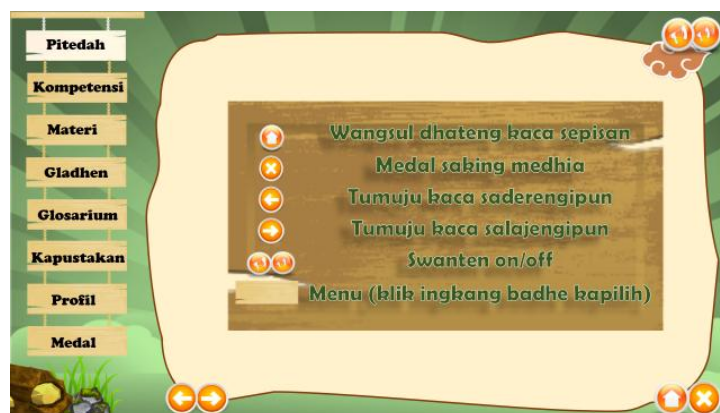 Pitedah
Kompetensi
Materi
Gladhen
Glosarium
Kapustakan
Profil
Medal
Wangsul dhateng kaca sepisan
Medal saking medhia
Tumuju kaca saderengipun
Tumuju kaca salajengipun
Swanten on/off
Menu (klik ingkang badhe kapilih)